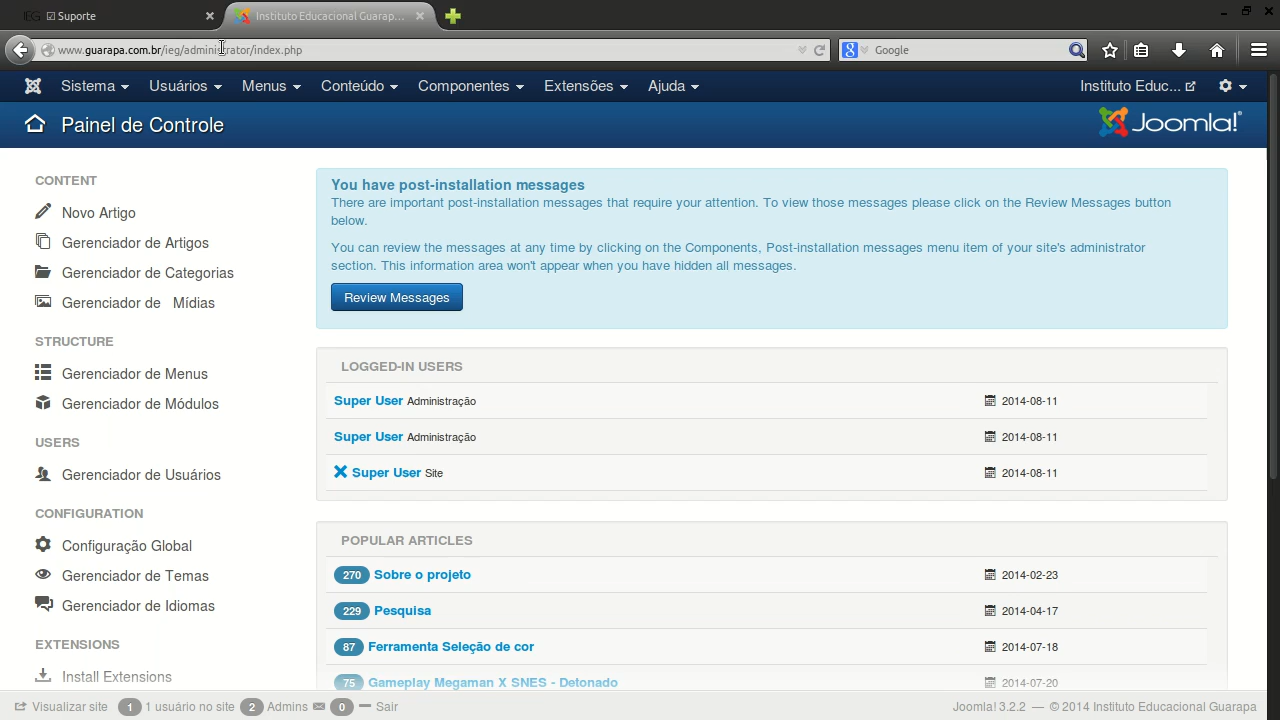 IEG ☑ Suporte
Instituto Educacional Guarap...
www.guarapa.com.br/ieg/administrator/index.php
Google
Sistema Usuários Menus Conteúdo Componentes Extensões Ajuda Instituto Educ...
Painel de Controle
Joomla!
CONTENT
Novo Artigo
Gerenciador de Artigos
Gerenciador de Categorias
Gerenciador de Mídias
STRUCTURE
Gerenciador de Menus
Gerenciador de Módulos
USERS
Gerenciador de Usuários
CONFIGURATION
Configuração Global
Gerenciador de Temas
Gerenciador de Idiomas
EXTENSIONS
Install Extensions
You have post-installation messages
There are important post-installation messages that require your attention. To view those messages please click on the Review Messages button
below.
You can review the messages at any time by clicking on the Components, Post-installation messages menu item of your site's administrator
section. This information area won't appear when you have hidden all messages.
Review Messages
LOGGED-IN USERS
Super User Administração 2014-08-11
Super User Administração 2014-08-11
Super User Site 2014-08-11
POPULAR ARTICLES
270 Sobre o projeto 2014-02-23
229 Pesquisa 2014-04-17
87 Ferramenta Seleção de cor 2014-07-18
75 Gameplay Megaman X SNES - Detonado 2014-07-20
Visualizar site 1 1 usuário no site 2 Admins 0 Sair
Joomla! 3.2.2 — © 2014 Instituto Educacional Guarapa